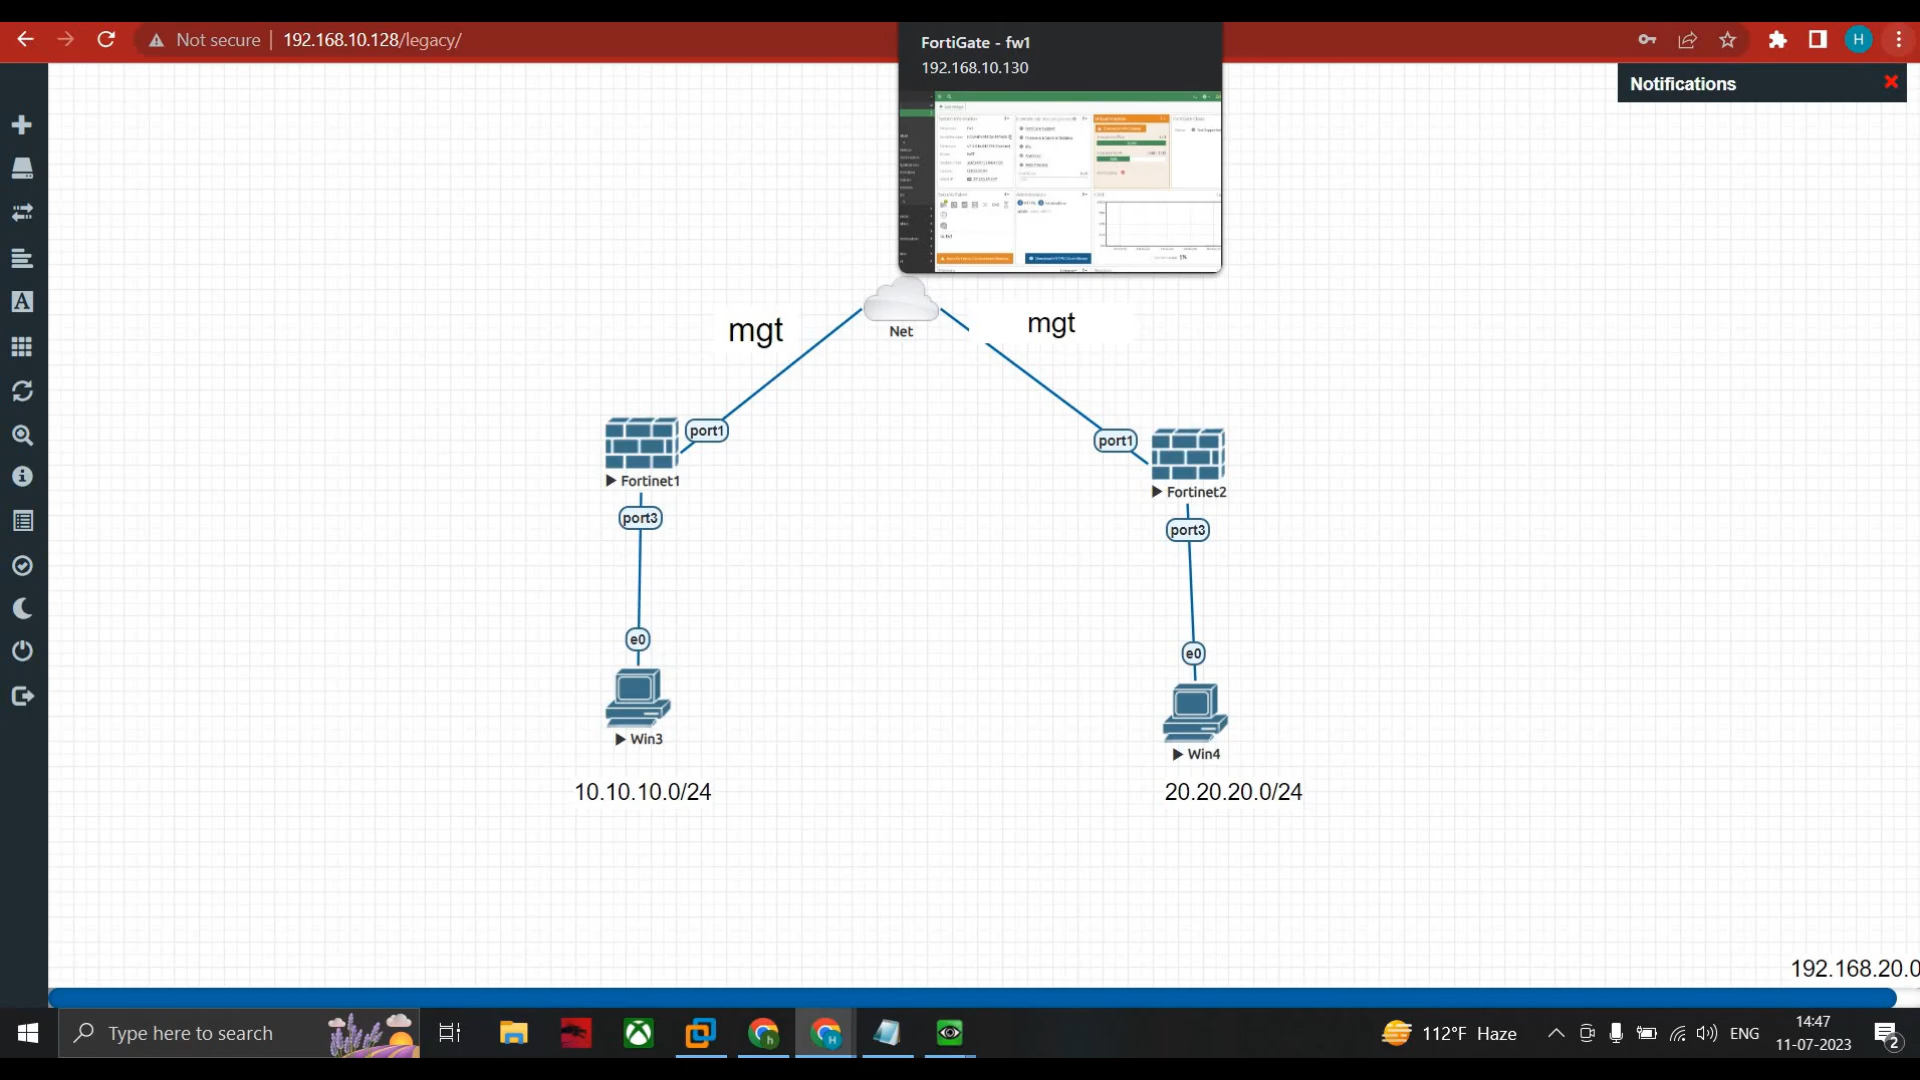 Not secure | 192.168.10.128/legacy/
FortiGate - fw1
192.168.10.130
H
Notifications
mgt
mgt
Net
port1
port1
Fortinet1
Fortinet2
port3
port3
e0
e0
Win3
Win4
10.10.10.0/24
20.20.20.0/24
192.168.20.0
Type here to search
112°F Haze
ENG
14:47
11-07-2023
2